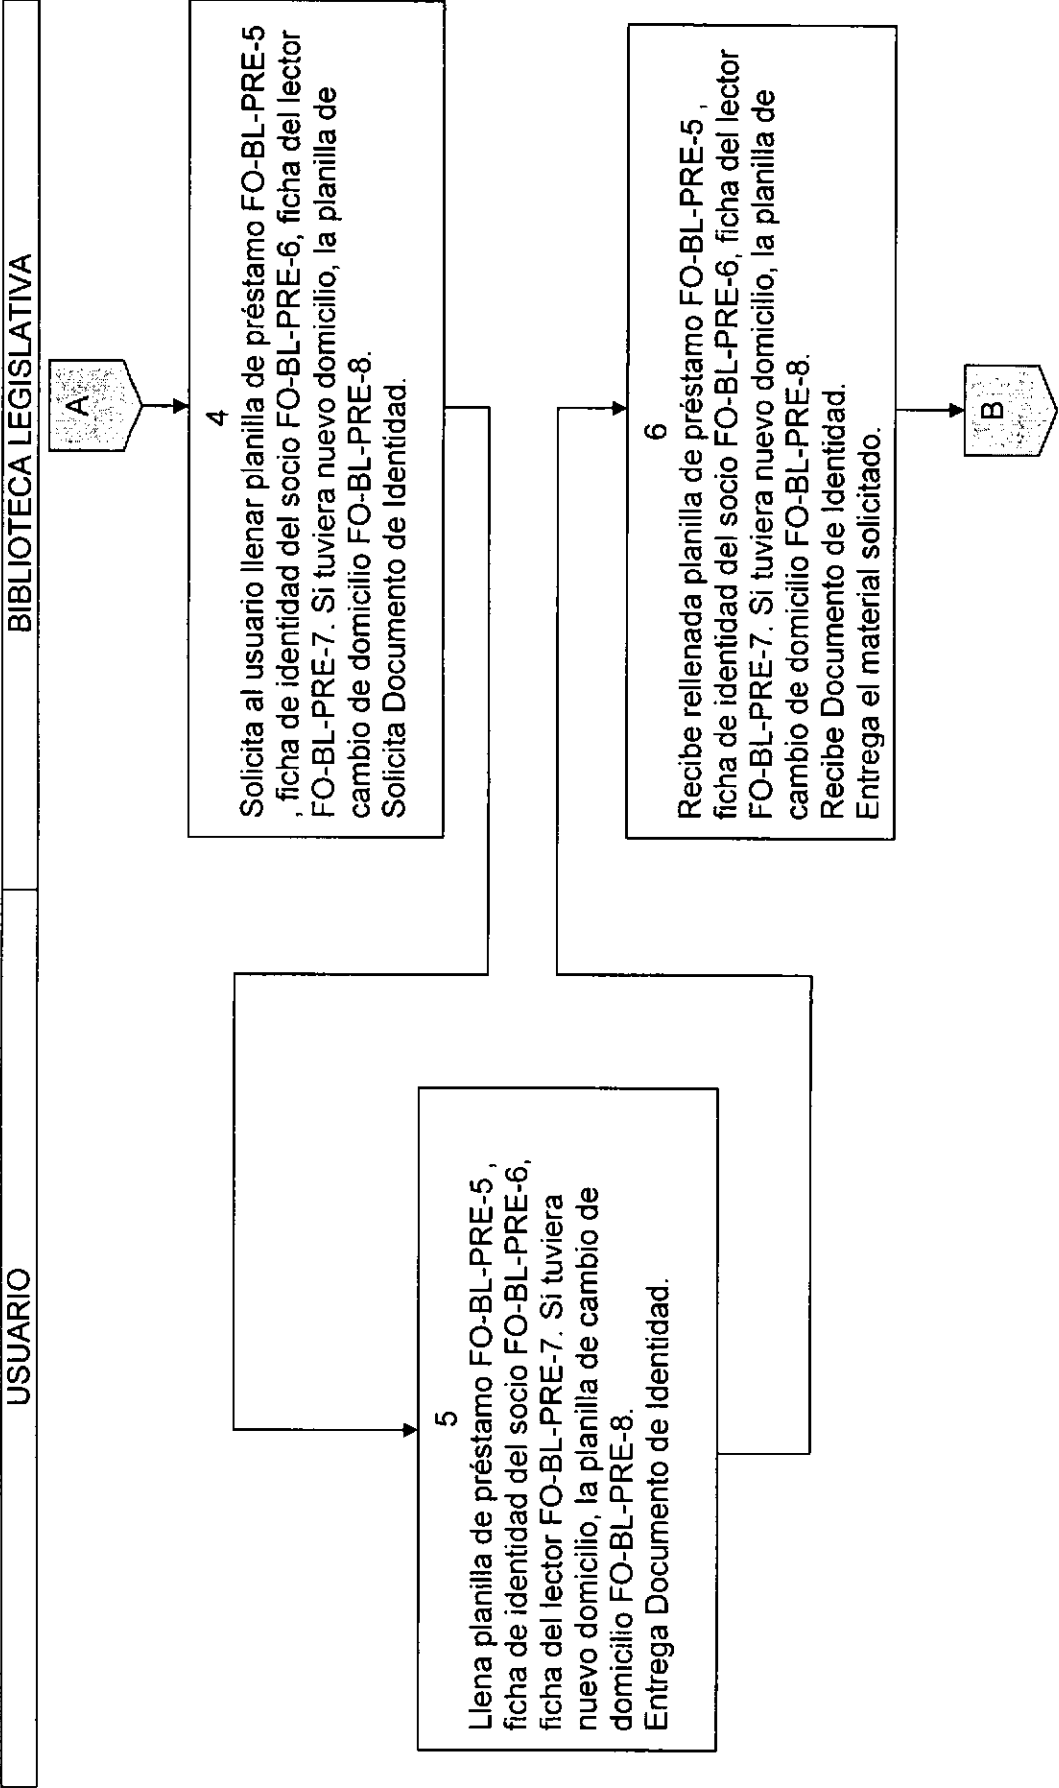 USUARIO
BIBLIOTECA LEGISLATIVA
A
4
Solicita al usuario llenar planilla de préstamo FO-BL-PRE-5
, ficha de identidad del socio FO-BL-PRE-6, ficha del lector
FO-BL-PRE-7. Si tuviera nuevo domicilio, la planilla de
cambio de domicilio FO-BL-PRE-8.
Solicita Documento de Identidad.
5
Llena planilla de préstamo FO-BL-PRE-5 ,
ficha de identidad del socio FO-BL-PRE-6,
ficha del lector FO-BL-PRE-7. Si tuviera
nuevo domicilio, la planilla de cambio de
domicilio FO-BL-PRE-8.
Entrega Documento de Identidad.
6
Recibe rellenada planilla de préstamo FO-BL-PRE-5 ,
ficha de identidad del socio FO-BL-PRE-6, ficha del lector
FO-BL-PRE-7. Si tuviera nuevo domicilio, la planilla de
cambio de domicilio FO-BL-PRE-8.
Recibe Documento de Identidad.
Entrega el material solicitado.
B